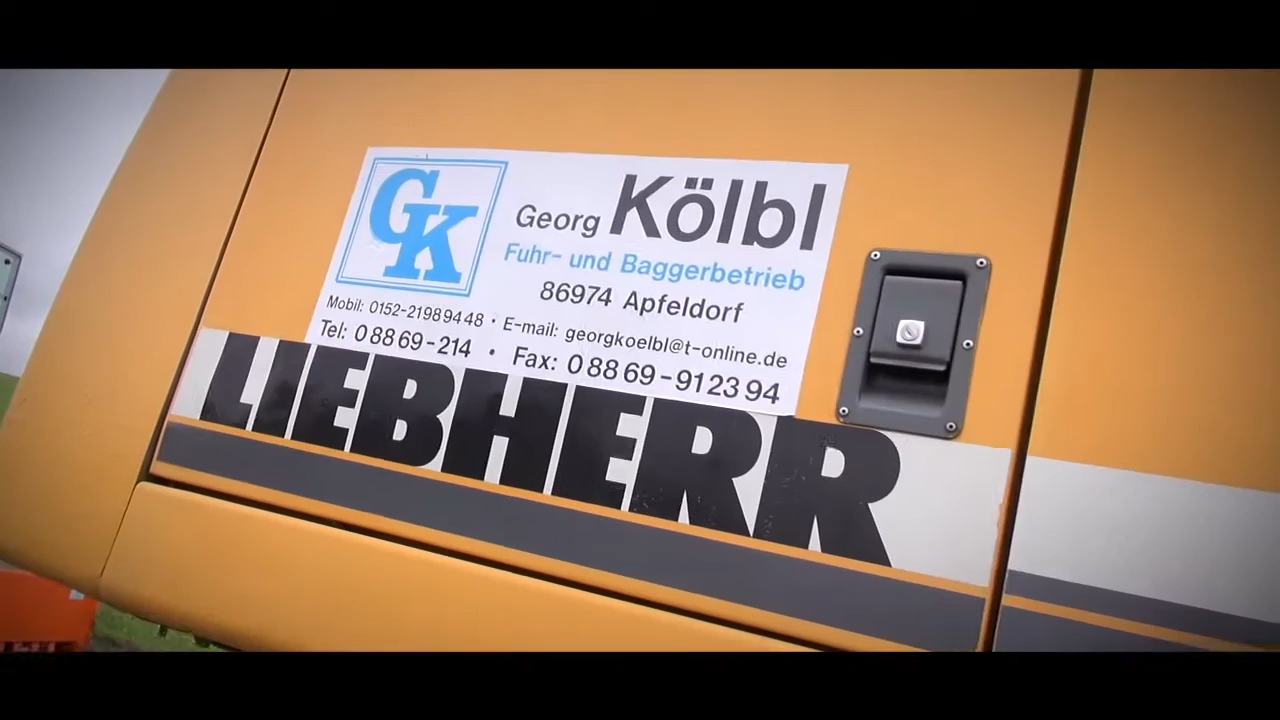 GK
Georg Kölbl
Fuhr- und Baggerbetrieb
86974 Apfeldorf
Mobil: 0152-21989448 · E-mail: georgkoelbl@t-online.de
Tel: 08869-214 · Fax: 08869-912394
LIEBHERR